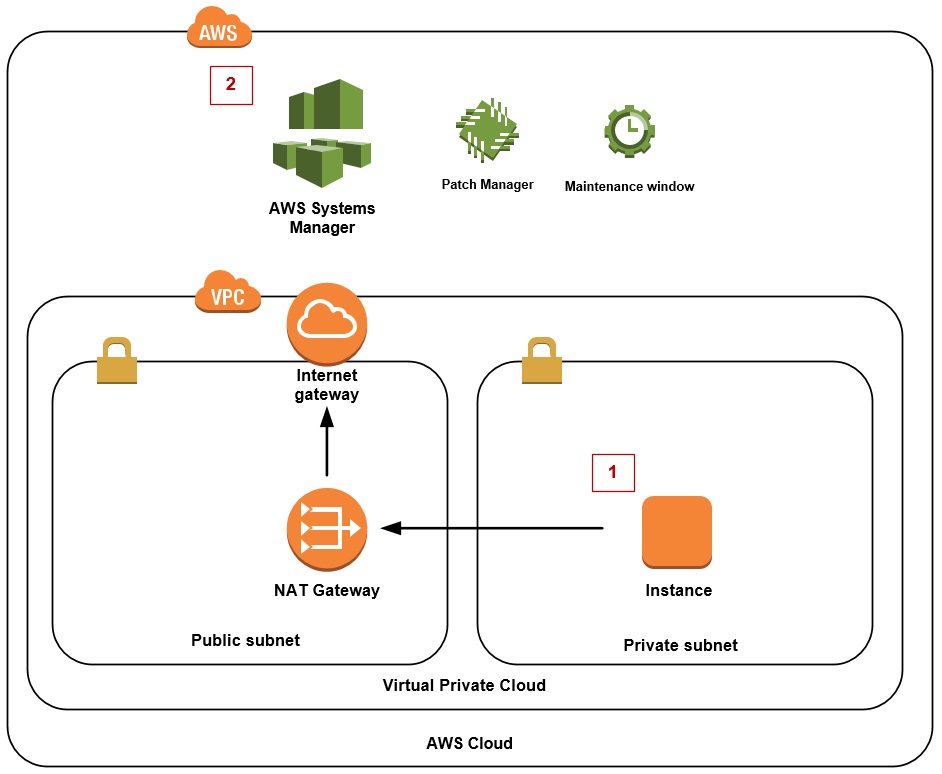 AWS
2
AWS Systems
Manager
Patch Manager
Maintenance window
VPC
Internet
gateway
1
NAT Gateway
Instance
Public subnet
Private subnet
Virtual Private Cloud
AWS Cloud